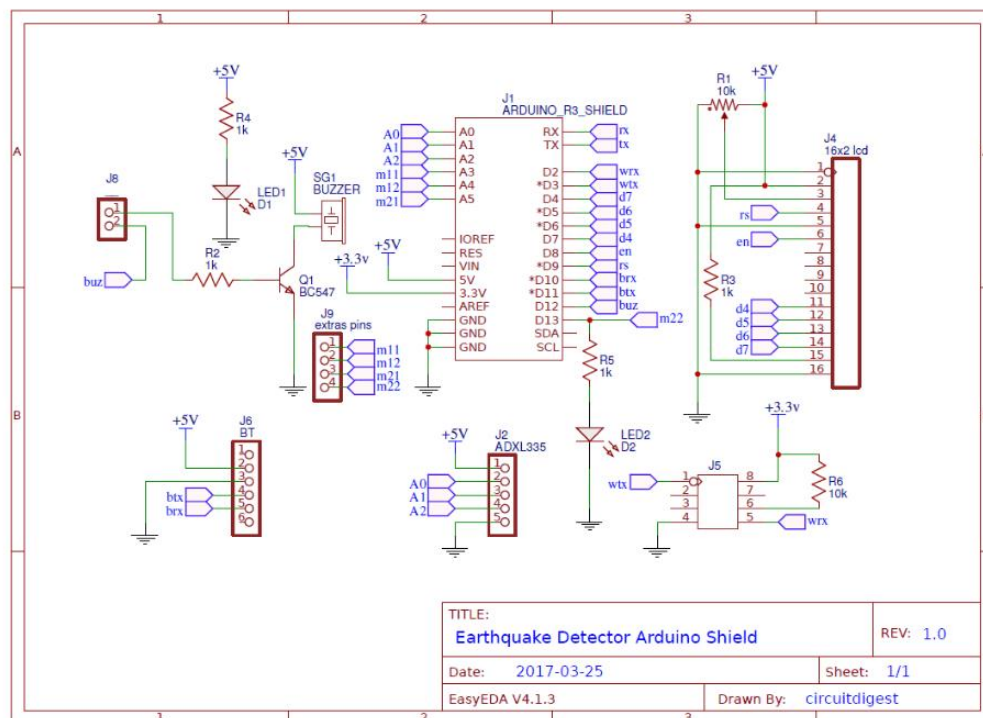 1 2 3
A
B
+5V
R4
1k
LED1
D1
J8
1
2
buz
R2
1k
+5V
SG1
BUZZER
Q1
BC547
+3.3v
+5V
J9
extras pins
1 m11
2 m12
3 m21
4 m22
J1
ARDUINO_R3_SHIELD
A0 A0 RX rx
A1 A1 TX tx
A2 A2
m11 A3 D2 wrx
m12 A4 *D3 wtx
m21 A5 D4 d7
*D5 d6
*D6 d5
IOREF D7 d4
RES D8 en
VIN *D9 rs
5V *D10 brx
3.3V *D11 btx
AREF D12 buz
GND D13 m22
GND SDA
GND SCL
R5
1k
LED2
D2
R1
10k
+5V
J4
16x2 lcd
1
2
3
rs 4
5
en 6
7
8
9
10
d4 11
d5 12
d6 13
d7 14
15
16
R3
1k
+5V
J6
BT
1
2
3
btx 4
brx 5
6
+5V
J2
ADXL335
1
A0 2
A1 3
A2 4
5
+3.3v
J5
wtx 1 8
2 7
3 6
4 5 wrx
R6
10k
TITLE:
Earthquake Detector Arduino Shield
REV: 1.0
Date: 2017-03-25
Sheet: 1/1
EasyEDA V4.1.3
Drawn By: circuitdigest
1 2 3